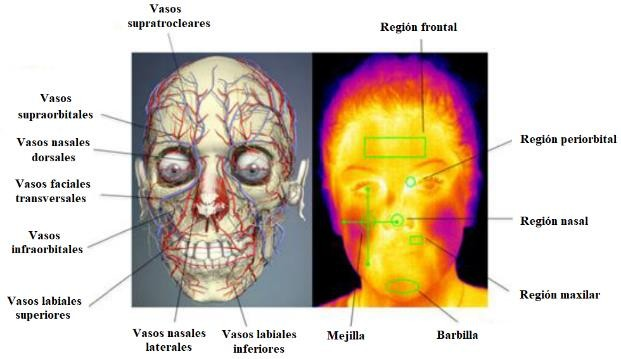 Vasos
supratrocleares
Región frontal
Vasos
supraorbitales
Vasos nasales
dorsales
Vasos faciales
transversales
Vasos
infraorbitales
Vasos labiales
superiores
Vasos nasales
laterales
Vasos labiales
inferiores
Región periorbital
Región nasal
Región maxilar
Mejilla
Barbilla